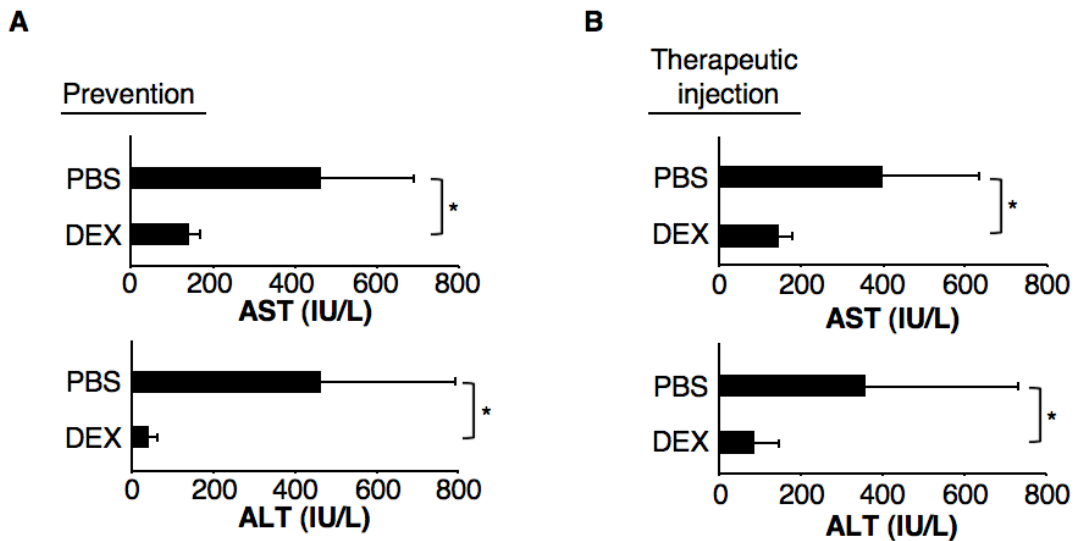 A
Prevention
PBS
*
DEX
0 200 400 600 800
AST (IU/L)
PBS
*
DEX
0 200 400 600 800
ALT (IU/L)
B
Therapeutic
injection
PBS
*
DEX
0 200 400 600 800
AST (IU/L)
PBS
*
DEX
0 200 400 600 800
ALT (IU/L)